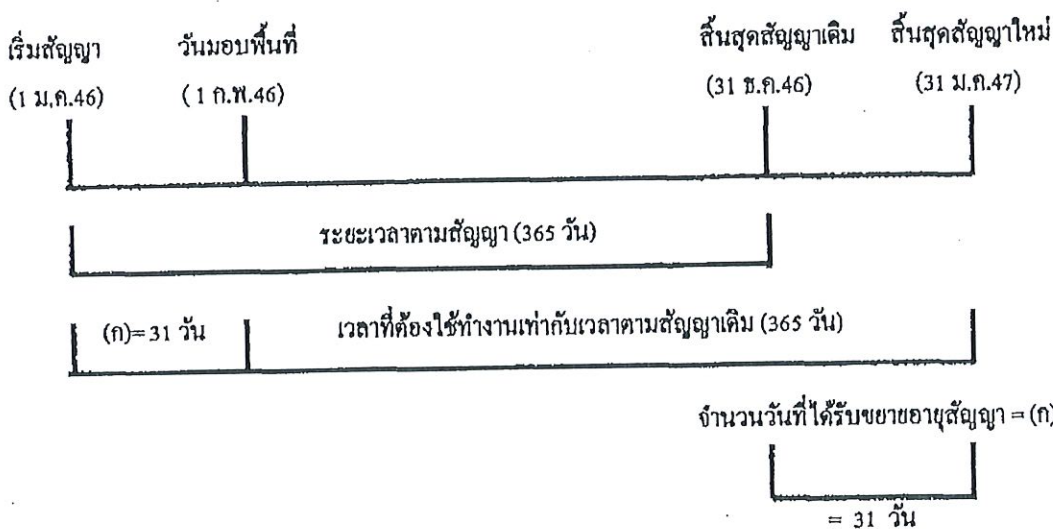 เริ่มสัญญา วันมอบพื้นที่ สิ้นสุดสัญญาเดิม สิ้นสุดสัญญาใหม่
(1 ม.ค.46) ( 1 ก.พ.46) (31 ธ.ค.46) (31 ม.ค.47)
ระยะเวลาตามสัญญา (365 วัน)
(ก)= 31 วัน เวลาที่ต้องใช้ทำงานเท่ากับเวลาตามสัญญาเดิม (365 วัน)
จำนวนวันที่ได้รับขยายอายุสัญญา = (ก)
= 31 วัน